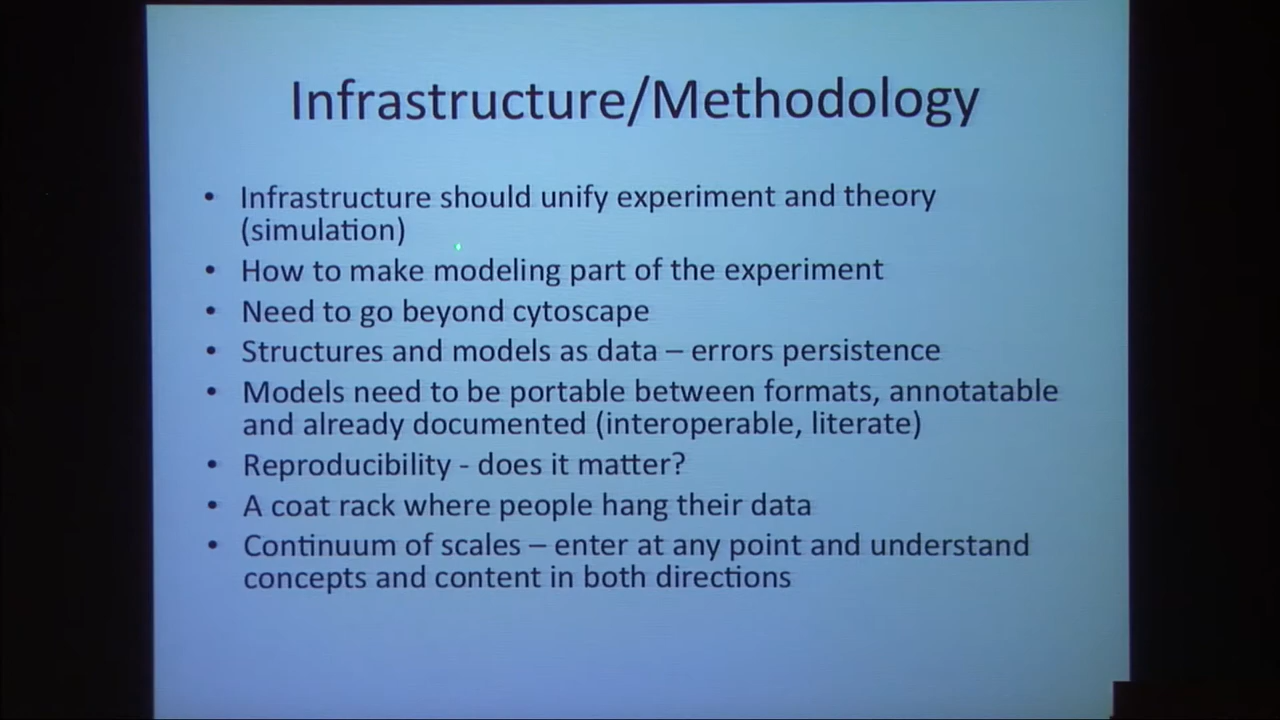 Infrastructure/Methodology
• Infrastructure should unify experiment and theory
(simulation)
• How to make modeling part of the experiment
• Need to go beyond cytoscape
• Structures and models as data – errors persistence
• Models need to be portable between formats, annotatable
and already documented (interoperable, literate)
• Reproducibility - does it matter?
• A coat rack where people hang their data
• Continuum of scales – enter at any point and understand
concepts and content in both directions